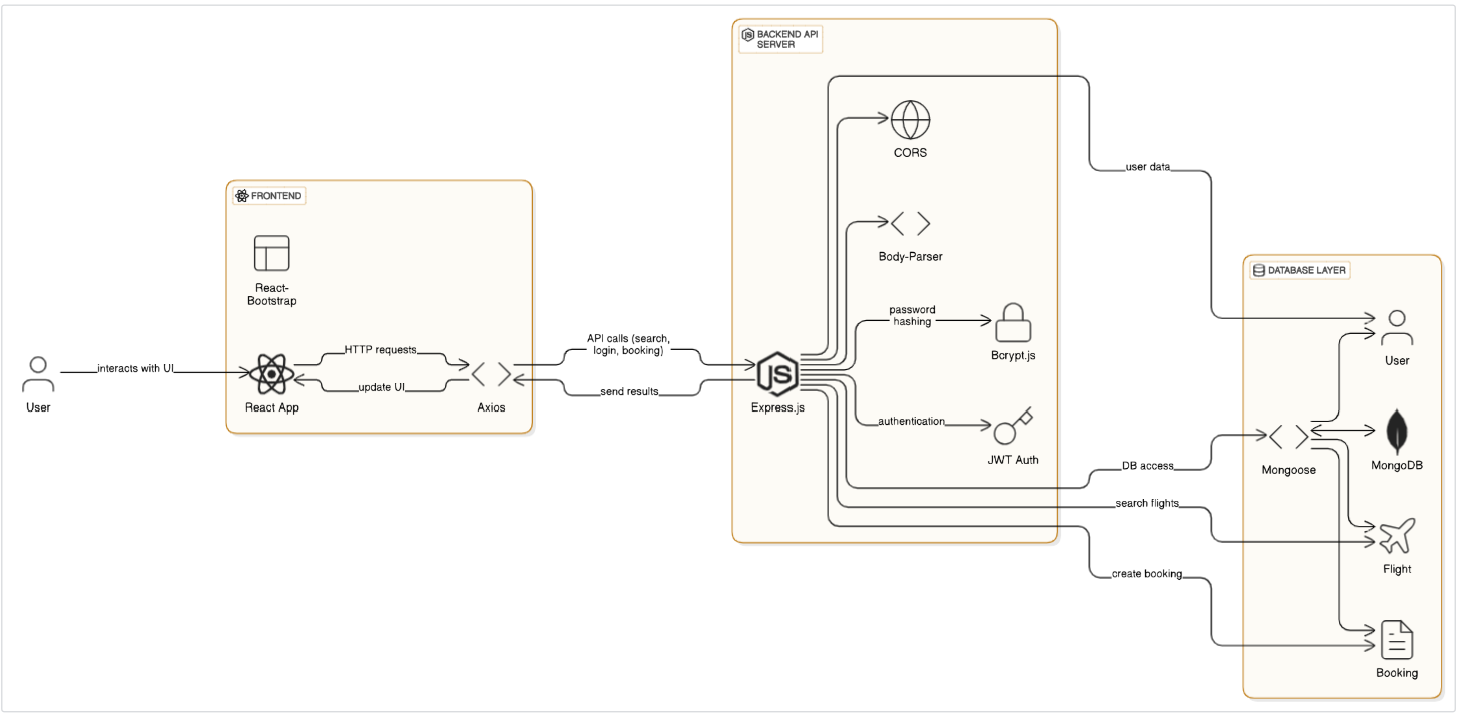 BACKEND API
SERVER
CORS
user data
FRONTEND
Body-Parser
DATABASE LAYER
React-
Bootstrap
password
hashing
API calls (search,
login, booking)
HTTP requests
Bcrypt.js
User
interacts with UI
update UI
send results
User
React App
Axios
Express.js
authentication
JWT Auth
DB access
Mongoose
MongoDB
search flights
Flight
create booking
Booking